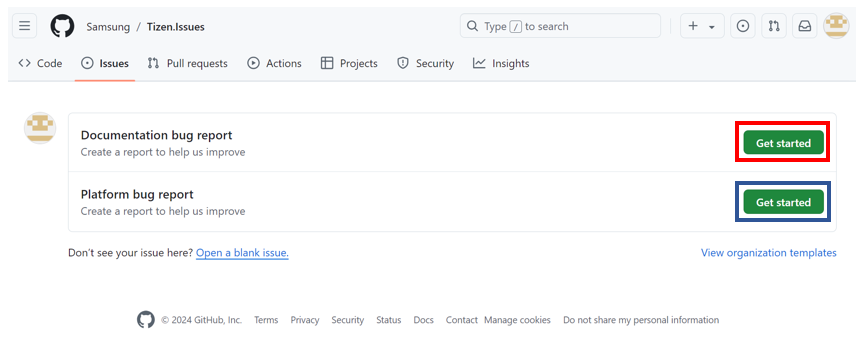 Samsung / Tizen.Issues
Type / to search
Code Issues Pull requests Actions Projects Security Insights
Documentation bug report
Create a report to help us improve
Get started
Platform bug report
Create a report to help us improve
Get started
Don't see your issue here? Open a blank issue.
View organization templates
© 2024 GitHub, Inc. Terms Privacy Security Status Docs Contact Manage cookies Do not share my personal information